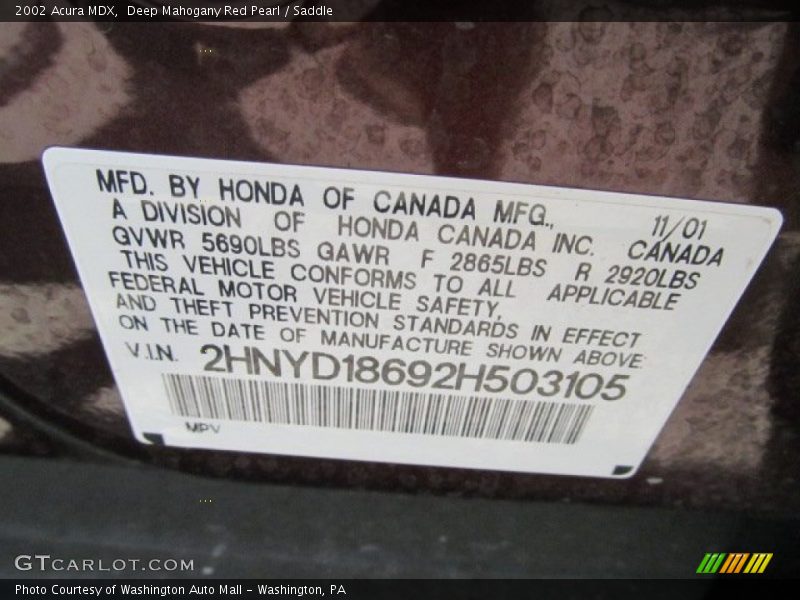 2002 Acura MDX, Deep Mahogany Red Pearl / Saddle
MFD. BY HONDA OF CANADA MFG., 11/01
A DIVISION OF HONDA CANADA INC. CANADA
GVWR 5690LBS GAWR F 2865LBS R 2920LBS
THIS VEHICLE CONFORMS TO ALL APPLICABLE
FEDERAL MOTOR VEHICLE SAFETY,
AND THEFT PREVENTION STANDARDS IN EFFECT
ON THE DATE OF MANUFACTURE SHOWN ABOVE
V.I.N. 2HNYD18692H503105
MPV
GTCARLOT.COM
Photo Courtesy of Washington Auto Mall - Washington, PA